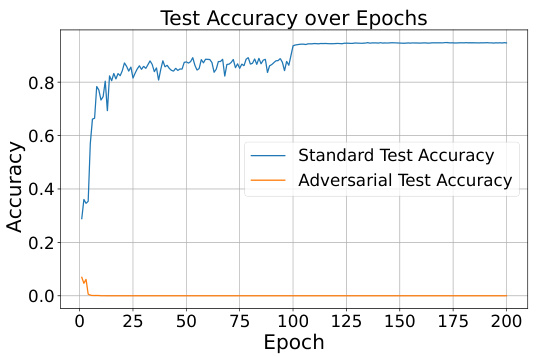 Test Accuracy over Epochs
Accuracy
0.8
0.6
0.4
0.2
0.0
Standard Test Accuracy
Adversarial Test Accuracy
0 25 50 75 100 125 150 175 200
Epoch